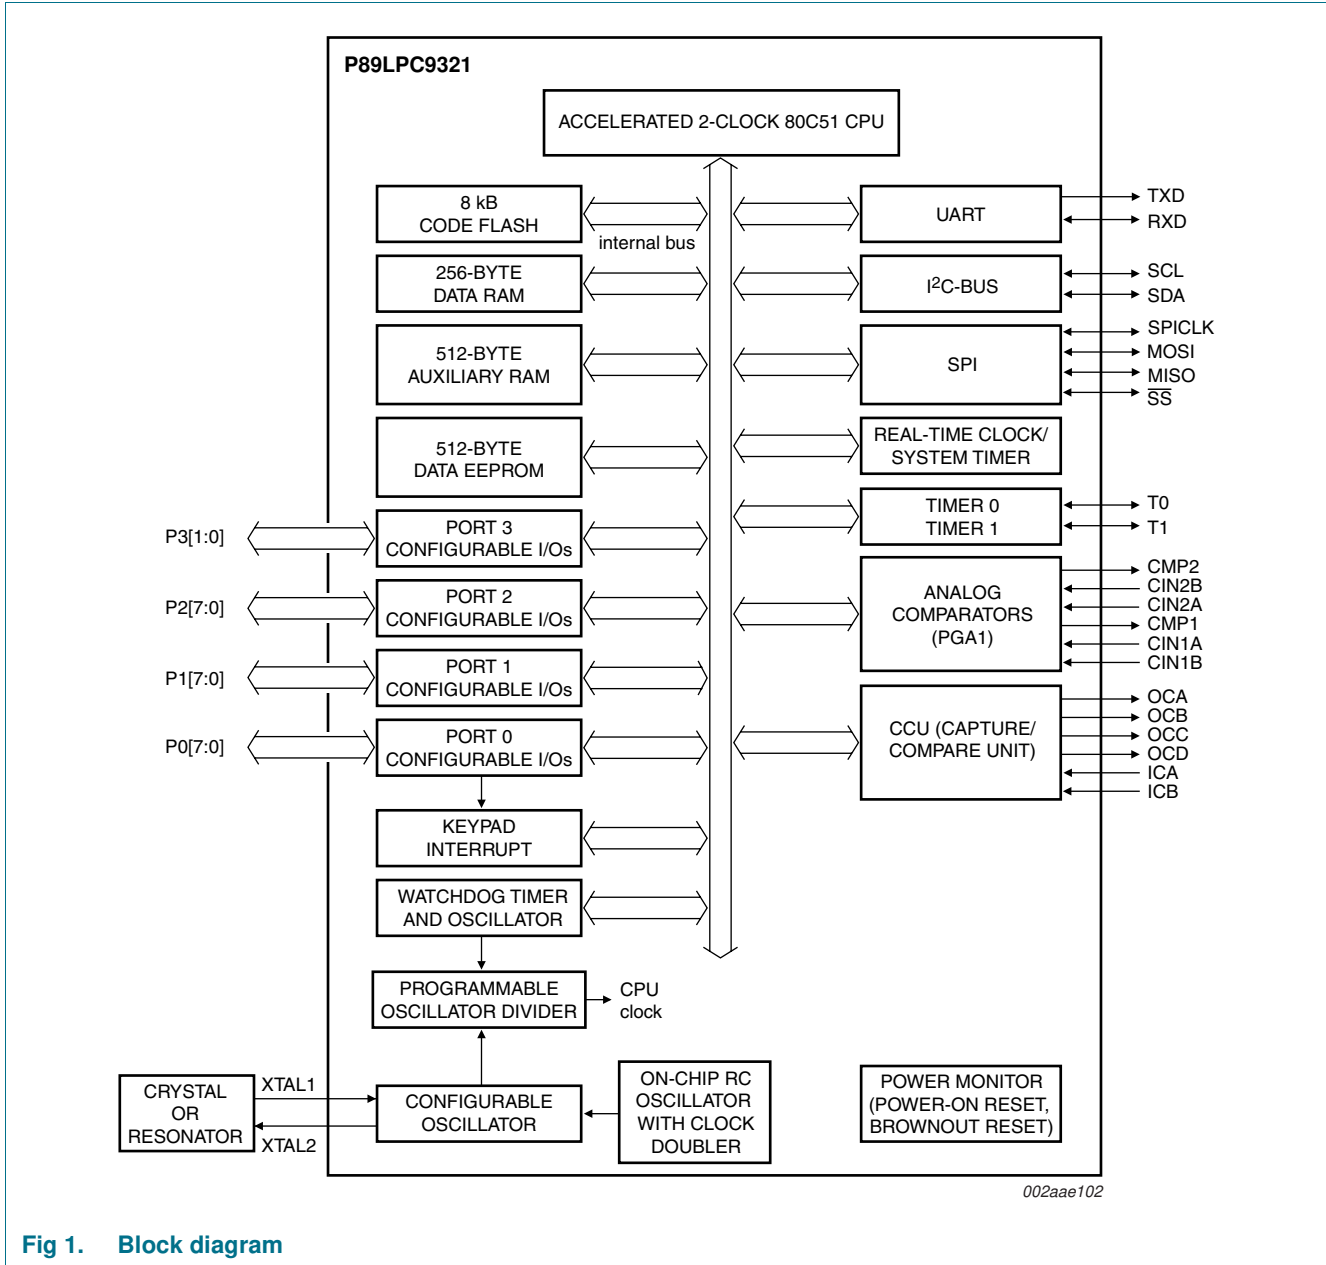 P89LPC9321
ACCELERATED 2-CLOCK 80C51 CPU
8 kB
CODE FLASH
internal bus
256-BYTE
DATA RAM
512-BYTE
AUXILIARY RAM
512-BYTE
DATA EEPROM
P3[1:0]
PORT 3
CONFIGURABLE I/Os
P2[7:0]
PORT 2
CONFIGURABLE I/Os
P1[7:0]
PORT 1
CONFIGURABLE I/Os
P0[7:0]
PORT 0
CONFIGURABLE I/Os
KEYPAD
INTERRUPT
WATCHDOG TIMER
AND OSCILLATOR
PROGRAMMABLE
OSCILLATOR DIVIDER
CPU
clock
CRYSTAL
OR
RESONATOR
XTAL1
XTAL2
CONFIGURABLE
OSCILLATOR
ON-CHIP RC
OSCILLATOR
WITH CLOCK
DOUBLER
UART
TXD
RXD
I²C-BUS
SCL
SDA
SPI
SPICLK
MOSI
MISO
S̅S̅
REAL-TIME CLOCK/
SYSTEM TIMER
TIMER 0
TIMER 1
T0
T1
ANALOG
COMPARATORS
(PGA1)
CMP2
CIN2B
CIN2A
CMP1
CIN1A
CIN1B
CCU (CAPTURE/
COMPARE UNIT)
OCA
OCB
OCC
OCD
ICA
ICB
POWER MONITOR
(POWER-ON RESET,
BROWNOUT RESET)
002aae102
Fig 1. Block diagram